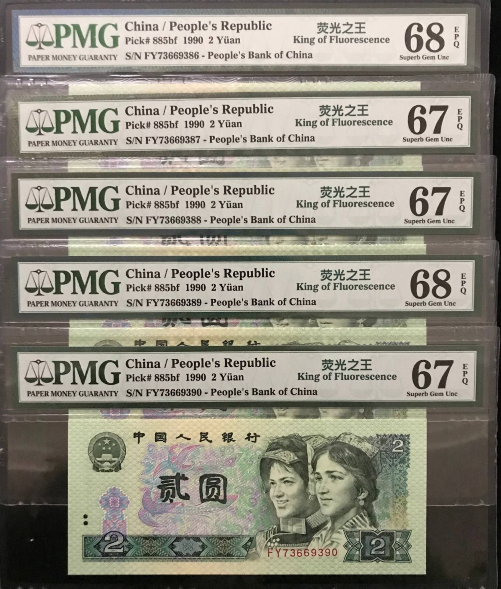 PMG
PAPER MONEY GUARANTY
China / People's Republic
Pick# 885bf 1990 2 Yüan
S/N FY73669386 - People's Bank of China
荧光之王
King of Fluorescence
68 EPQ
Superb Gem Unc
PMG
PAPER MONEY GUARANTY
China / People's Republic
Pick# 885bf 1990 2 Yüan
S/N FY73669387 - People's Bank of China
荧光之王
King of Fluorescence
67 EPQ
Superb Gem Unc
PMG
PAPER MONEY GUARANTY
China / People's Republic
Pick# 885bf 1990 2 Yüan
S/N FY73669388 - People's Bank of China
荧光之王
King of Fluorescence
67 EPQ
Superb Gem Unc
PMG
PAPER MONEY GUARANTY
China / People's Republic
Pick# 885bf 1990 2 Yüan
S/N FY73669389 - People's Bank of China
荧光之王
King of Fluorescence
68 EPQ
Superb Gem Unc
PMG
PAPER MONEY GUARANTY
China / People's Republic
Pick# 885bf 1990 2 Yüan
S/N FY73669390 - People's Bank of China
荧光之王
King of Fluorescence
67 EPQ
Superb Gem Unc
中国人民银行
2
贰圆
FY73669390
2
2